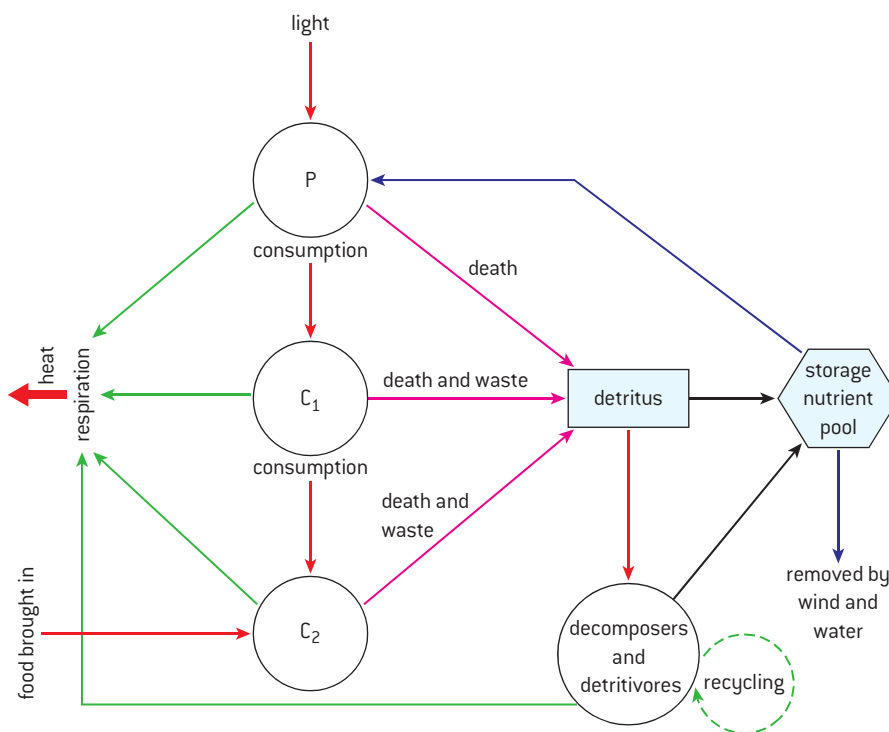 light
P
consumption
death
heat
respiration
C1
death and waste
detritus
storage
nutrient
pool
consumption
death and
waste
food brought in
C2
decomposers
and
detritivores
recycling
removed by
wind and
water